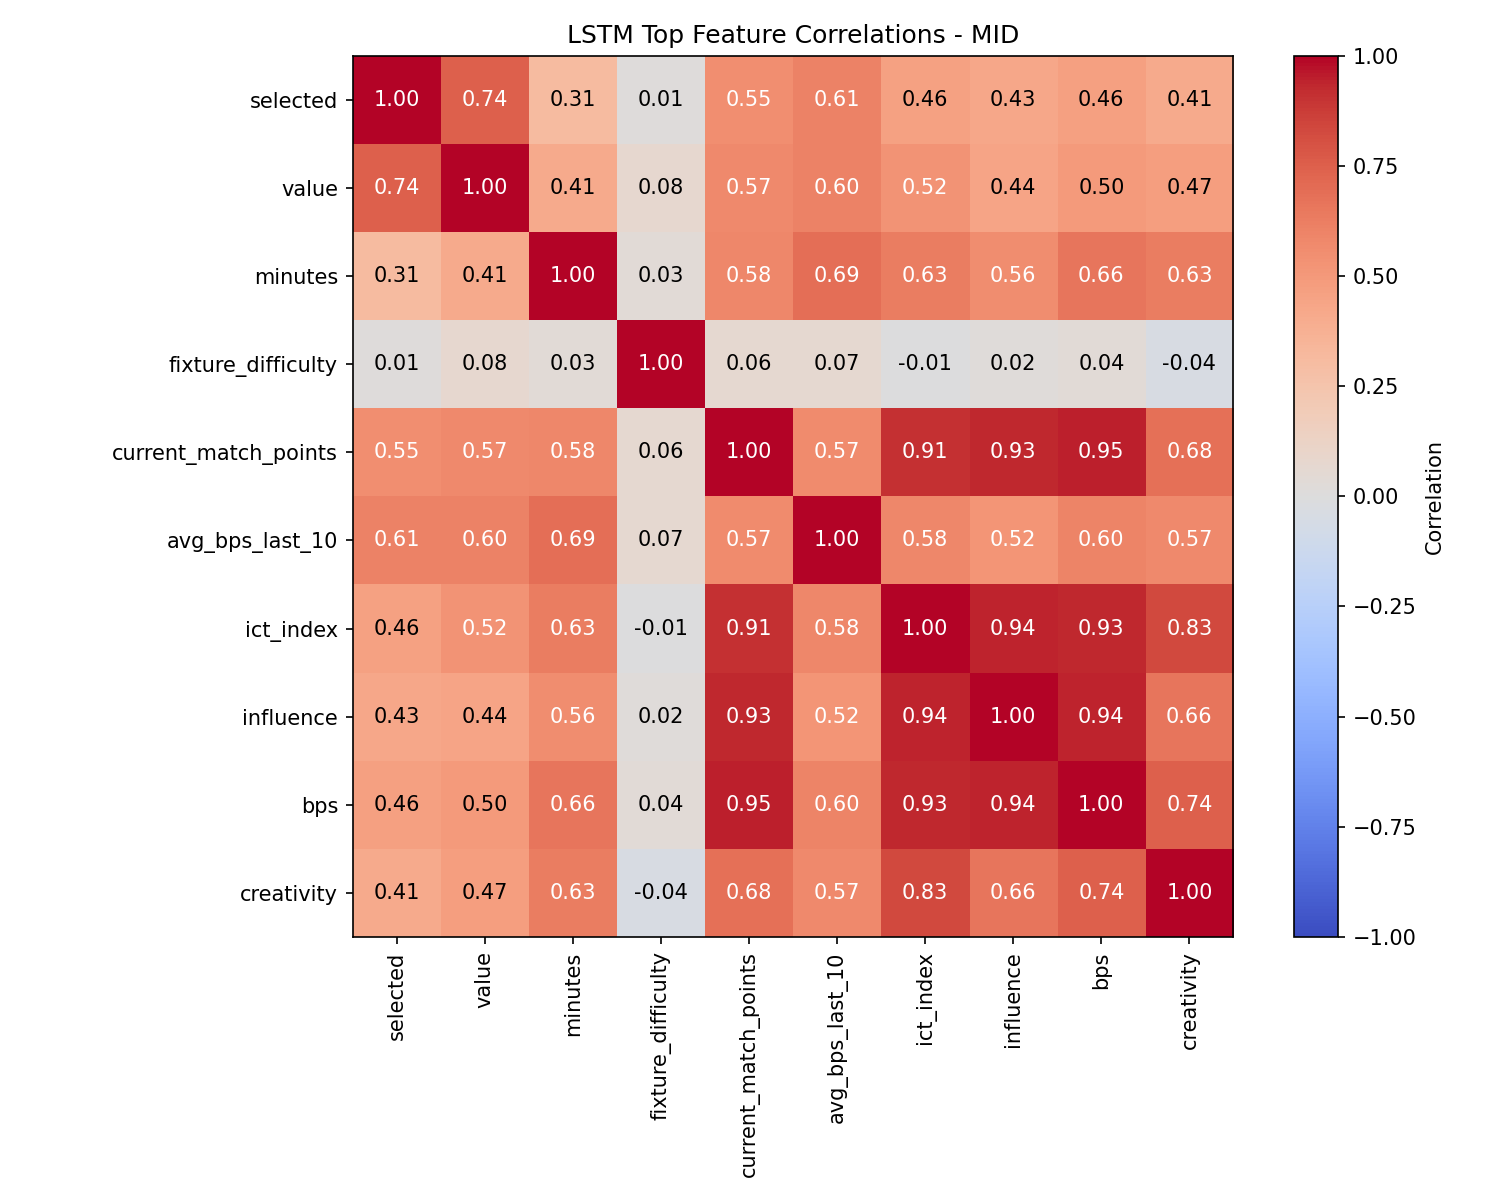 LSTM Top Feature Correlations - MID
selected 1.00 0.74 0.31 0.01 0.55 0.61 0.46 0.43 0.46 0.41
value 0.74 1.00 0.41 0.08 0.57 0.60 0.52 0.44 0.50 0.47
minutes 0.31 0.41 1.00 0.03 0.58 0.69 0.63 0.56 0.66 0.63
fixture_difficulty 0.01 0.08 0.03 1.00 0.06 0.07 -0.01 0.02 0.04 -0.04
current_match_points 0.55 0.57 0.58 0.06 1.00 0.57 0.91 0.93 0.95 0.68
avg_bps_last_10 0.61 0.60 0.69 0.07 0.57 1.00 0.58 0.52 0.60 0.57
ict_index 0.46 0.52 0.63 -0.01 0.91 0.58 1.00 0.94 0.93 0.83
influence 0.43 0.44 0.56 0.02 0.93 0.52 0.94 1.00 0.94 0.66
bps 0.46 0.50 0.66 0.04 0.95 0.60 0.93 0.94 1.00 0.74
creativity 0.41 0.47 0.63 -0.04 0.68 0.57 0.83 0.66 0.74 1.00
selected
value
minutes
fixture_difficulty
current_match_points
avg_bps_last_10
ict_index
influence
bps
creativity
1.00
0.75
0.50
0.25
0.00
−0.25
−0.50
−0.75
−1.00
Correlation